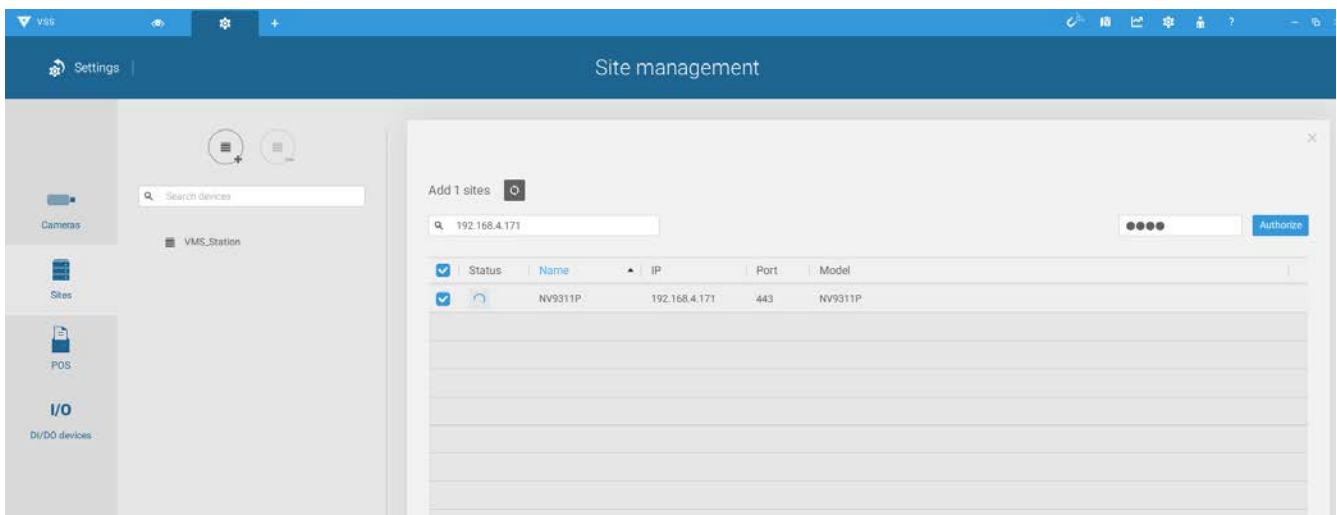 VSS
+
?
Settings
Site management
Search devices
Add 1 sites
192.168.4.171
Authorize
Cameras
VMS_Station
Status Name IP Port Model
Sites
NV9311P 192.168.4.171 443 NV9311P
POS
I/O
DI/DO devices